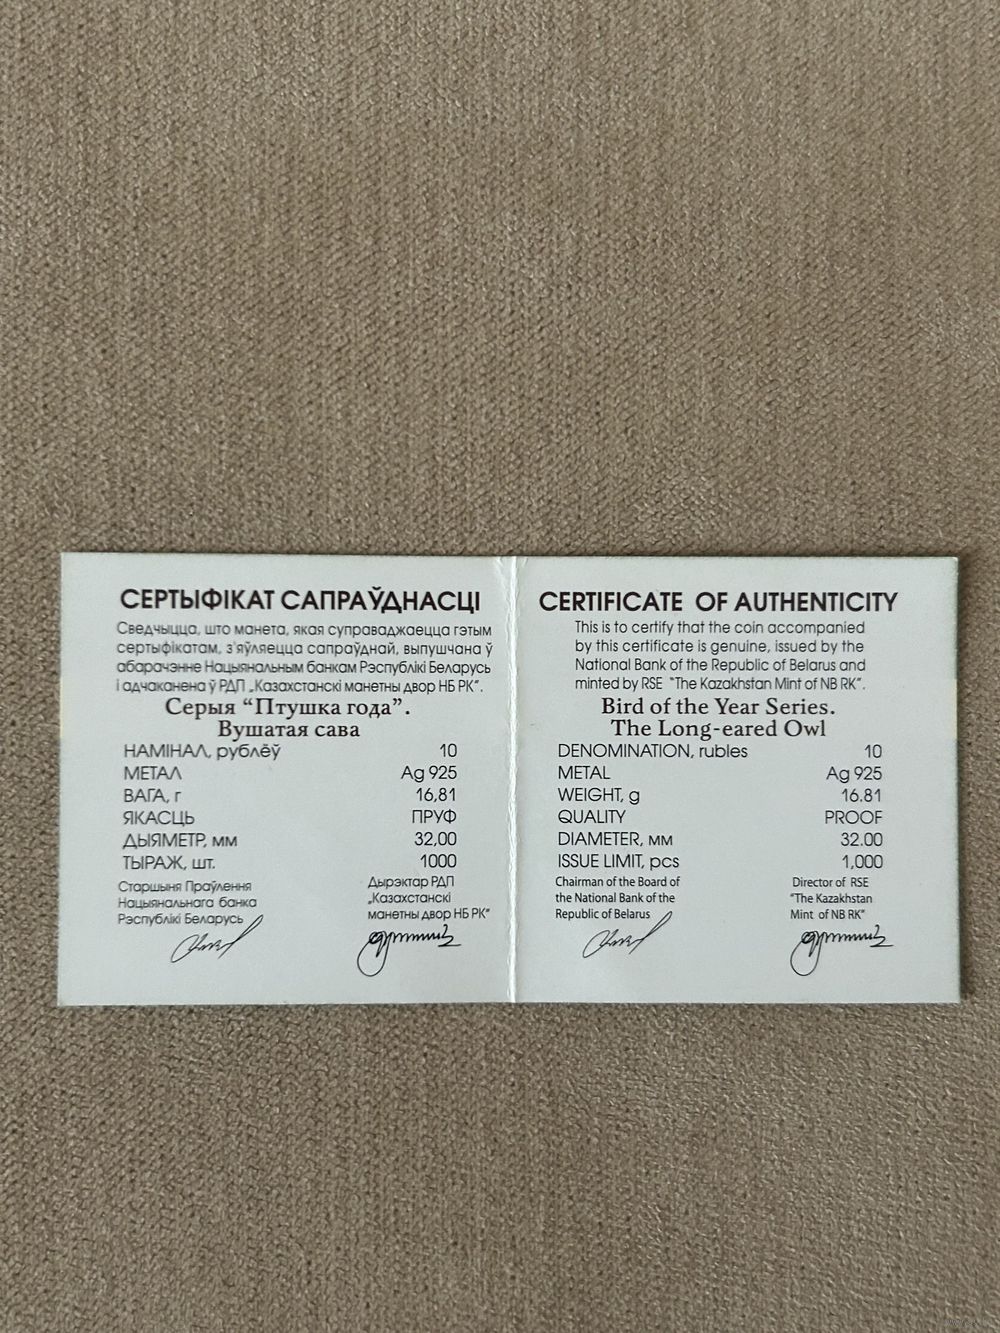 СЕРТЫФІКАТ САПРАЎДНАСЦІ
Сведчыцца, што манета, якая суправаджаецца гэтым
сертыфікатам, з'яўляецца сапраўднай, выпушчана ў
абарачэнне Нацыянальным банкам Рэспублікі Беларусь
і адчаканена ў РДП „Казахстанскі манетны двор НБ РК".
Серыя “Птушка года”.
Вушатая сава
НАМІНАЛ, рублёў 10
МЕТАЛ Ag 925
ВАГА, г 16,81
ЯКАСЦЬ ПРУФ
ДЫЯМЕТР, мм 32,00
ТЫРАЖ, шт. 1000
Старшыня Праўлення
Нацыянальнага банка
Рэспублікі Беларусь
Дырэктар РДП
„Казахстанскі
манетны двор НБ РК"
CERTIFICATE OF AUTHENTICITY
This is to certify that the coin accompanied
by this certificate is genuine, issued by the
National Bank of the Republic of Belarus and
minted by RSE "The Kazakhstan Mint of NB RK".
Bird of the Year Series.
The Long-eared Owl
DENOMINATION, rubles 10
METAL Ag 925
WEIGHT, g 16.81
QUALITY PROOF
DIAMETER, мм 32.00
ISSUE LIMIT, pcs 1,000
Chairman of the Board of
the National Bank of the
Republic of Belarus
Director of RSE
"The Kazakhstan
Mint of NB RK"